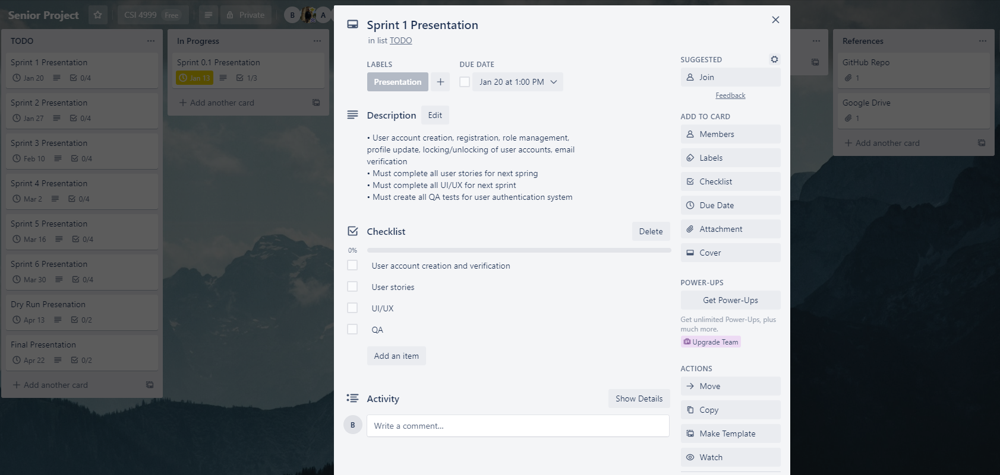 Senior Project
CSI 4999 Free
Private
B
A
TODO
Sprint 1 Presentation
Jan 20 0/4
Sprint 2 Presentation
Jan 27 0/4
Sprint 3 Presentation
Feb 10 0/4
Sprint 4 Presentation
Mar 2 0/4
Sprint 5 Presentation
Mar 16 0/4
Sprint 6 Presentation
Mar 30 0/4
Dry Run Presenation
Apr 13 0/2
Final Presentation
Apr 22 0/2
+ Add another card
In Progress
Sprint 0.1 Presentation
Jan 13 1/3
+ Add another card
Sprint 1 Presentation
in list TODO
LABELS
Presentation +
DUE DATE
Jan 20 at 1:00 PM
Description Edit
• User account creation, registration, role management,
profile update, locking/unlocking of user accounts, email
verification
• Must complete all user stories for next spring
• Must complete all UI/UX for next sprint
• Must create all QA tests for user authentication system
Checklist Delete
0%
User account creation and verification
User stories
UI/UX
QA
Add an item
Activity Show Details
B
Write a comment...
SUGGESTED
Join
Feedback
ADD TO CARD
Members
Labels
Checklist
Due Date
Attachment
Cover
POWER-UPS
Get Power-Ups
Get unlimited Power-Ups, plus
much more.
Upgrade Team
ACTIONS
Move
Copy
Make Template
Watch
References
GitHub Repo
1
Google Drive
1
+ Add another card